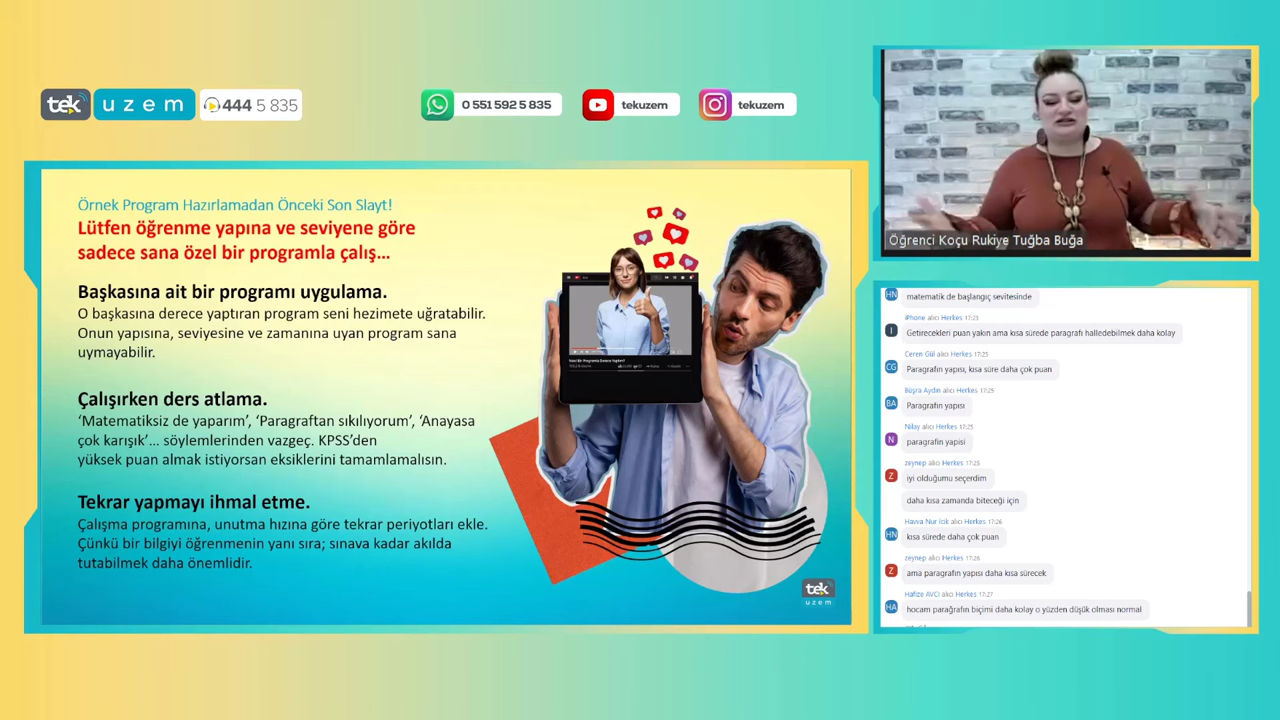 tek uzem 444 5 835
0 551 592 5 835
tekuzem
tekuzem
Örnek Program Hazırlamadan Önceki Son Slayt!
Lütfen öğrenme yapına ve seviyene göre
sadece sana özel bir programla çalış...
Başkasına ait bir programı uygulama.
O başkasına derece yaptıran program seni hezimete uğratabilir.
Onun yapısına, seviyesine ve zamanına uyan program sana
uymayabilir.
Çalışırken ders atlama.
‘Matematiksiz de yaparım’, ‘Paragraftan sıkılıyorum’, ‘Anayasa
çok karışık’... söylemlerinden vazgeç. KPSS’den
yüksek puan almak istiyorsan eksiklerini tamamlamalısın.
Tekrar yapmayı ihmal etme.
Çalışma programına, unutma hızına göre tekrar periyotları ekle.
Çünkü bir bilgiyi öğrenmenin yanı sıra; sınava kadar akılda
tutabilmek daha önemlidir.
tek
uzem
Öğrenci Koçu Rukiye Tuğba Buğa
HN matematik de başlangıç sevitesinde
iPhone alıcı Herkes 17:25
I Getirecekleri puan yakın ama kısa sürede paragrafı halledebilmek daha kolay
Ceren Gül alıcı Herkes 17:25
CG Paragrafın yapısı, kısa süre daha çok puan
Büşra Aydın alıcı Herkes 17:25
BA Paragrafın yapısı
Nilay alıcı Herkes 17:25
N paragrafın yapisi
zeynep alıcı Herkes 17:25
Z iyi olduğumu seçerdim
daha kısa zamanda biteceği için
Havva Nur Icik alıcı Herkes 17:26
HN kısa sürede daha çok puan
zeynep alıcı Herkes 17:26
Z ama paragrafın yapısı daha kısa sürecek
Hafize AVCI alıcı Herkes 17:27
HA hocam parağrafın biçimi daha kolay o yüzden düşük olması normal